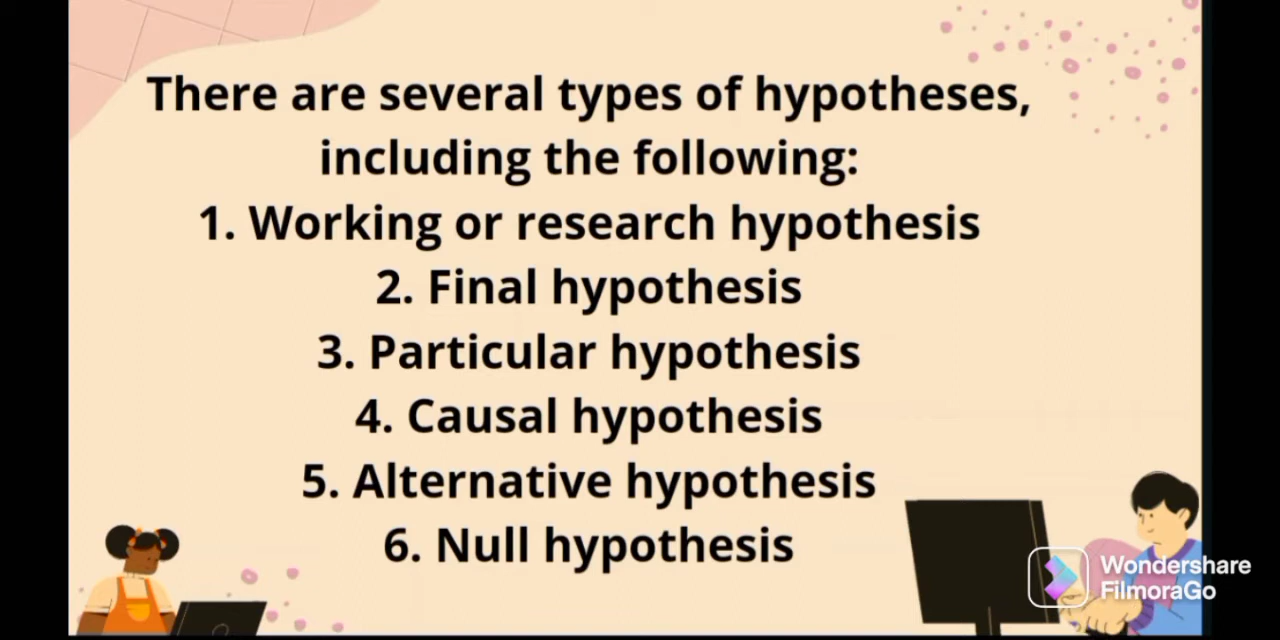 There are several types of hypotheses,
including the following:
1. Working or research hypothesis
2. Final hypothesis
3. Particular hypothesis
4. Causal hypothesis
5. Alternative hypothesis
6. Null hypothesis
Wondershare
FilmoraGo